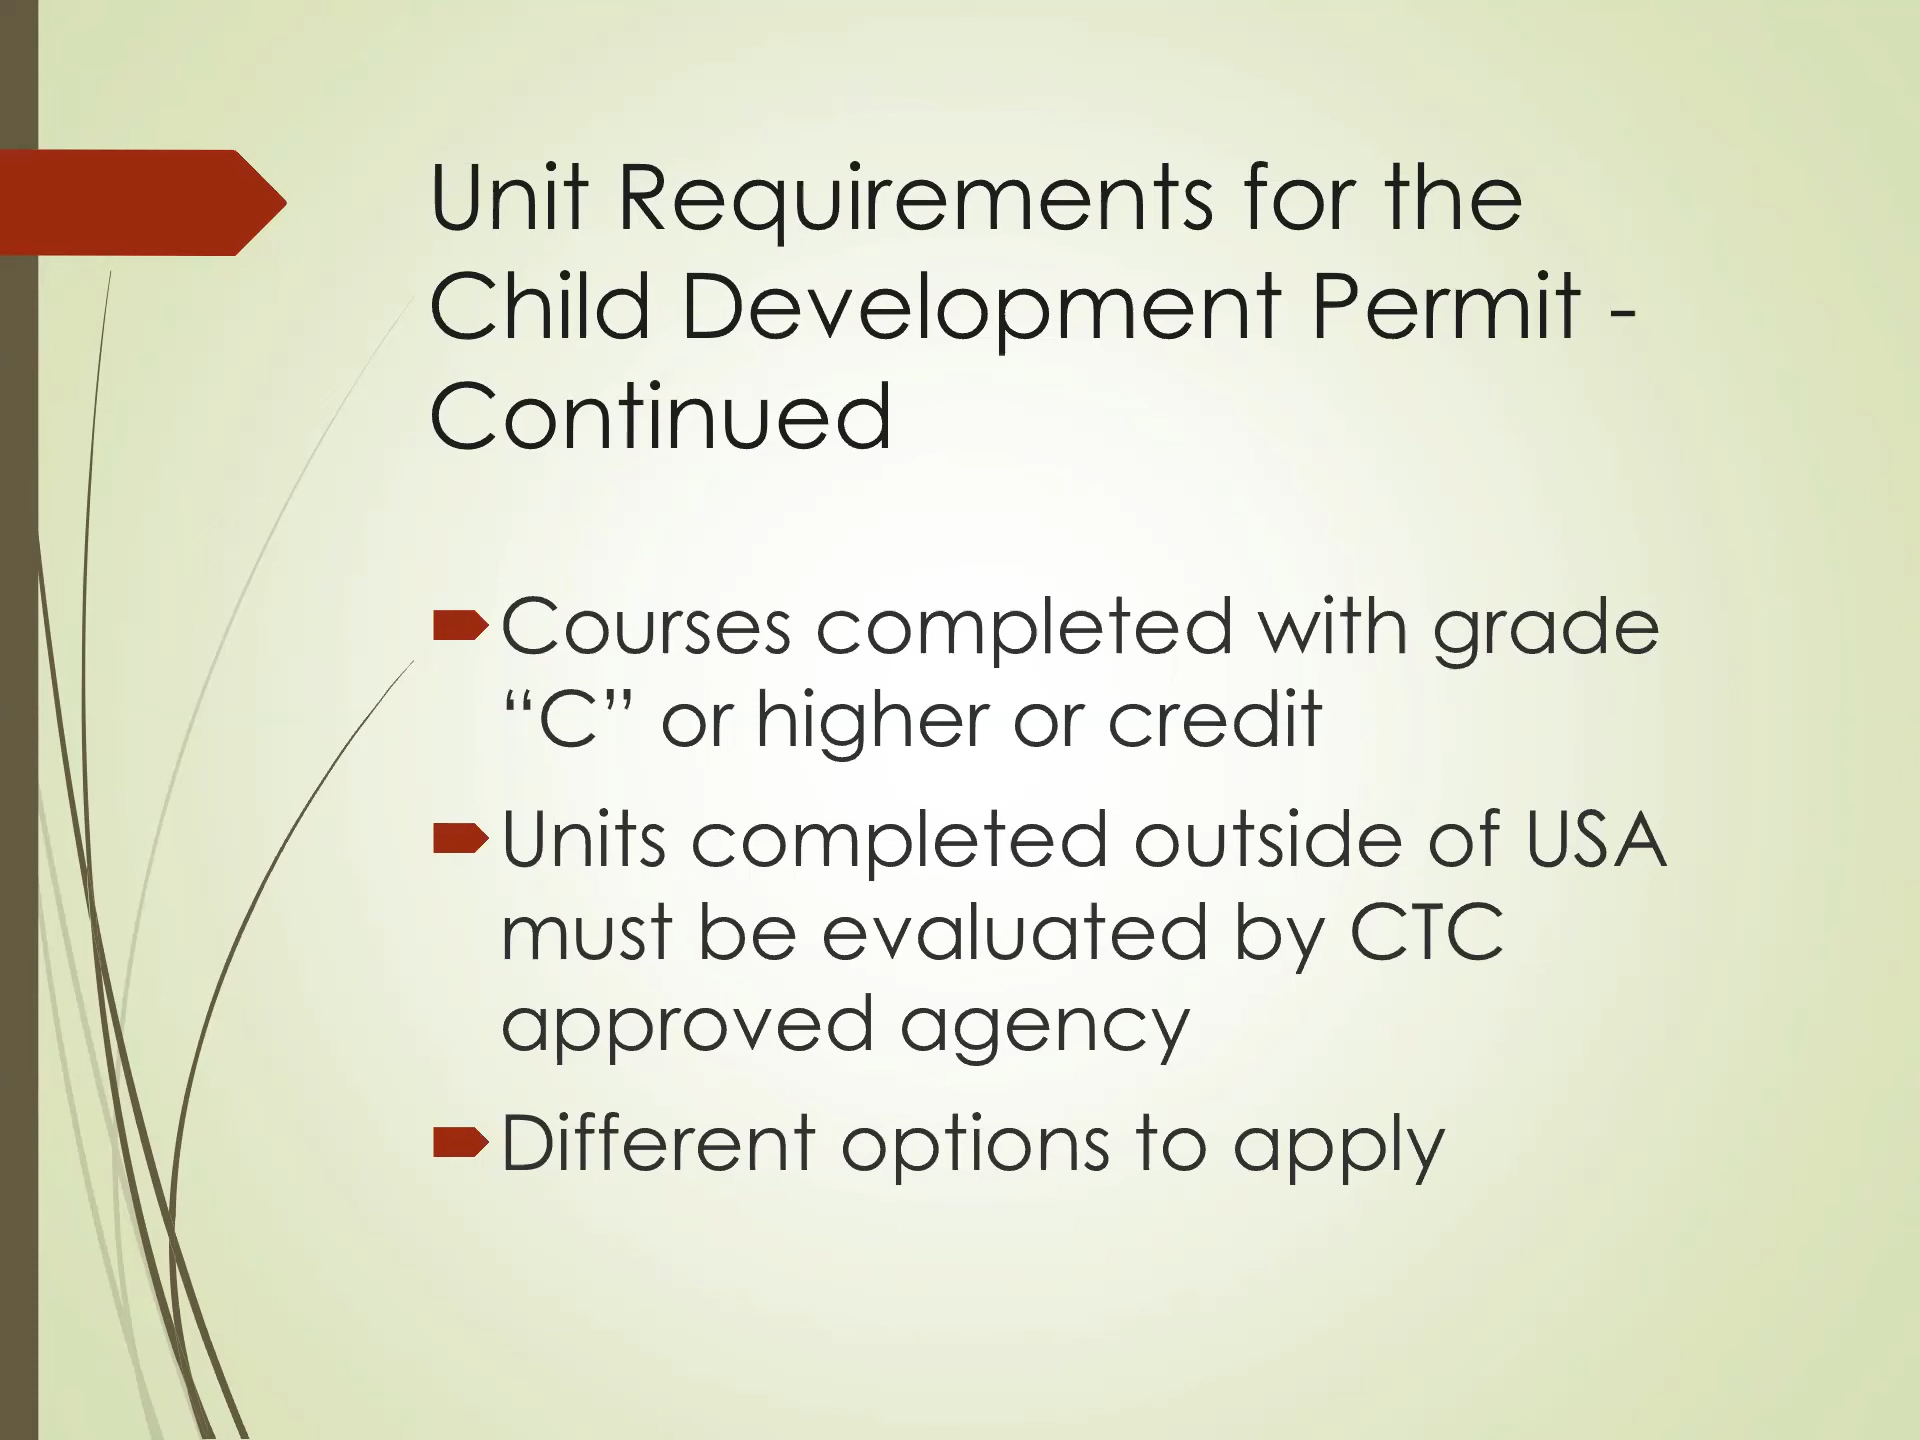 Unit Requirements for the
Child Development Permit -
Continued
Courses completed with grade
“C” or higher or credit
Units completed outside of USA
must be evaluated by CTC
approved agency
Different options to apply